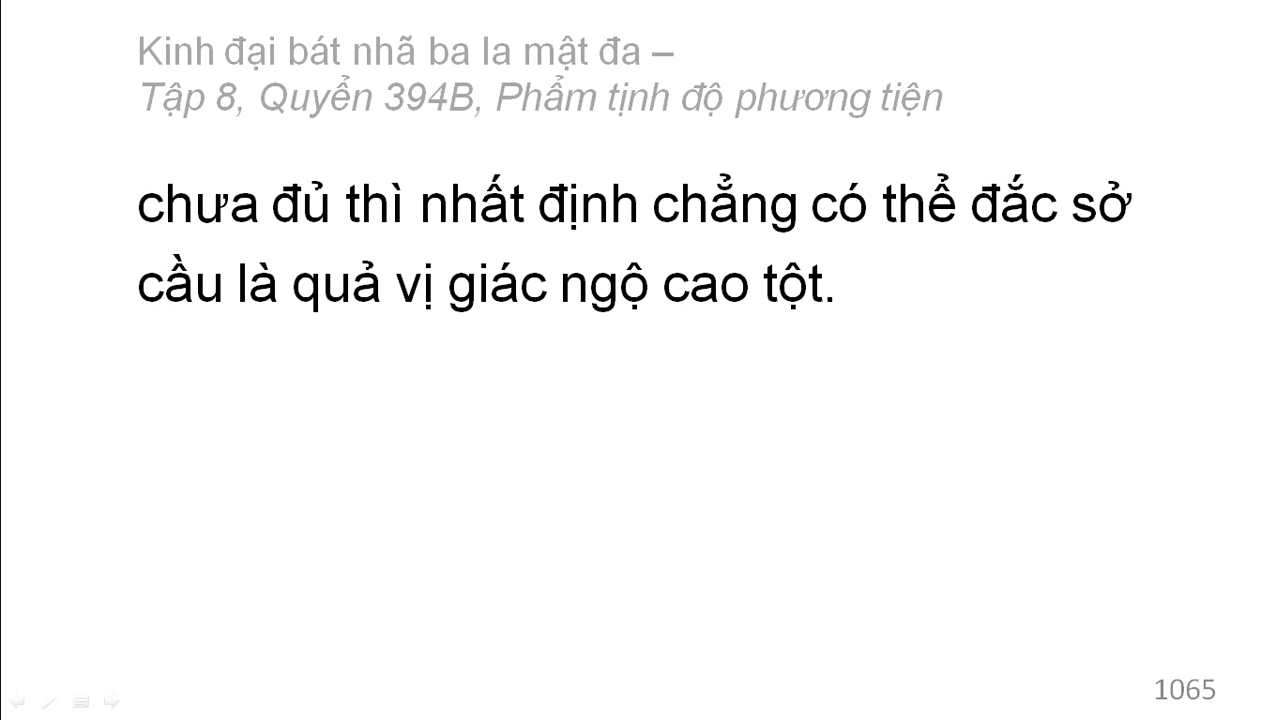 Kinh đại bát nhã ba la mật đa –
Tập 8, Quyển 394B, Phẩm tịnh độ phương tiện
chưa đủ thì nhất định chẳng có thể đắc sở
cầu là quả vị giác ngộ cao tột.
1065